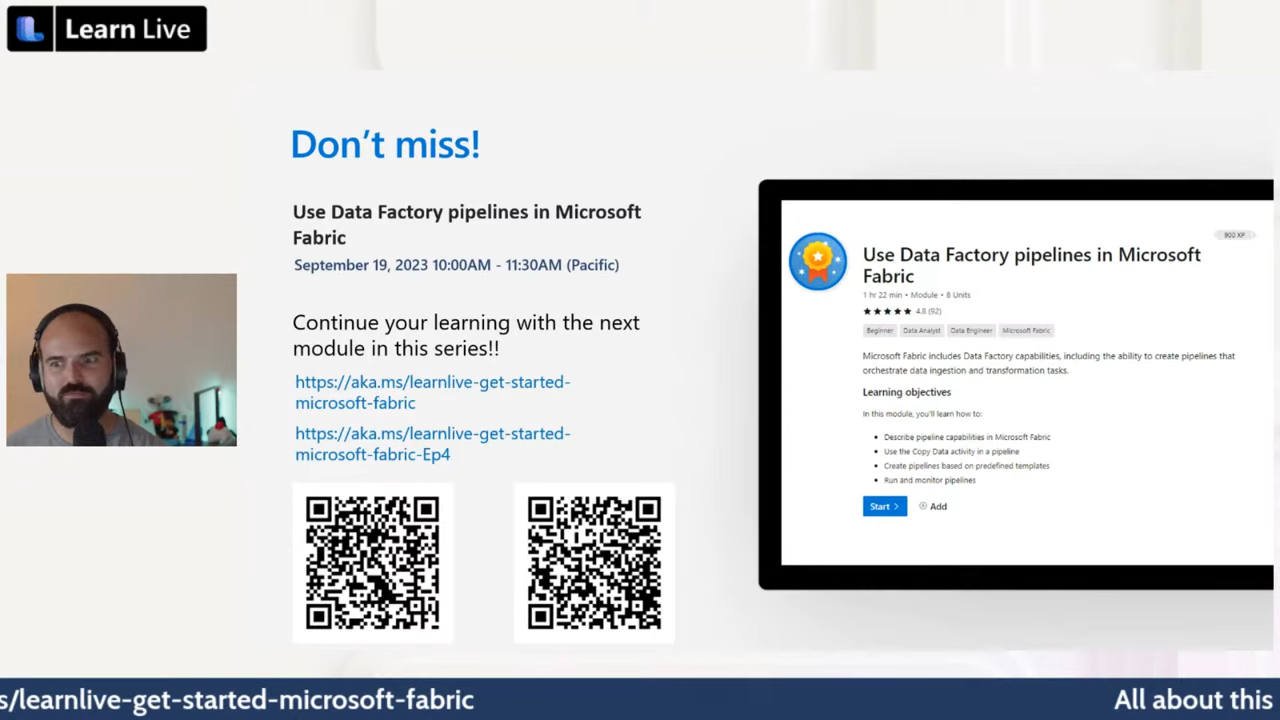 Learn Live
Don't miss!
Use Data Factory pipelines in Microsoft
Fabric
September 19, 2023 10:00AM - 11:30AM (Pacific)
Continue your learning with the next
module in this series!!
https://aka.ms/learnlive-get-started-
microsoft-fabric
https://aka.ms/learnlive-get-started-
microsoft-fabric-Ep4
900 XP
Use Data Factory pipelines in Microsoft
Fabric
1 hr 22 min • Module • 8 Units
4.8 (92)
Beginner Data Analyst Data Engineer Microsoft Fabric
Microsoft Fabric includes Data Factory capabilities, including the ability to create pipelines that
orchestrate data ingestion and transformation tasks.
Learning objectives
In this module, you'll learn how to:
• Describe pipeline capabilities in Microsoft Fabric
• Use the Copy Data activity in a pipeline
• Create pipelines based on predefined templates
• Run and monitor pipelines
Start > Add
s/learnlive-get-started-microsoft-fabric All about this